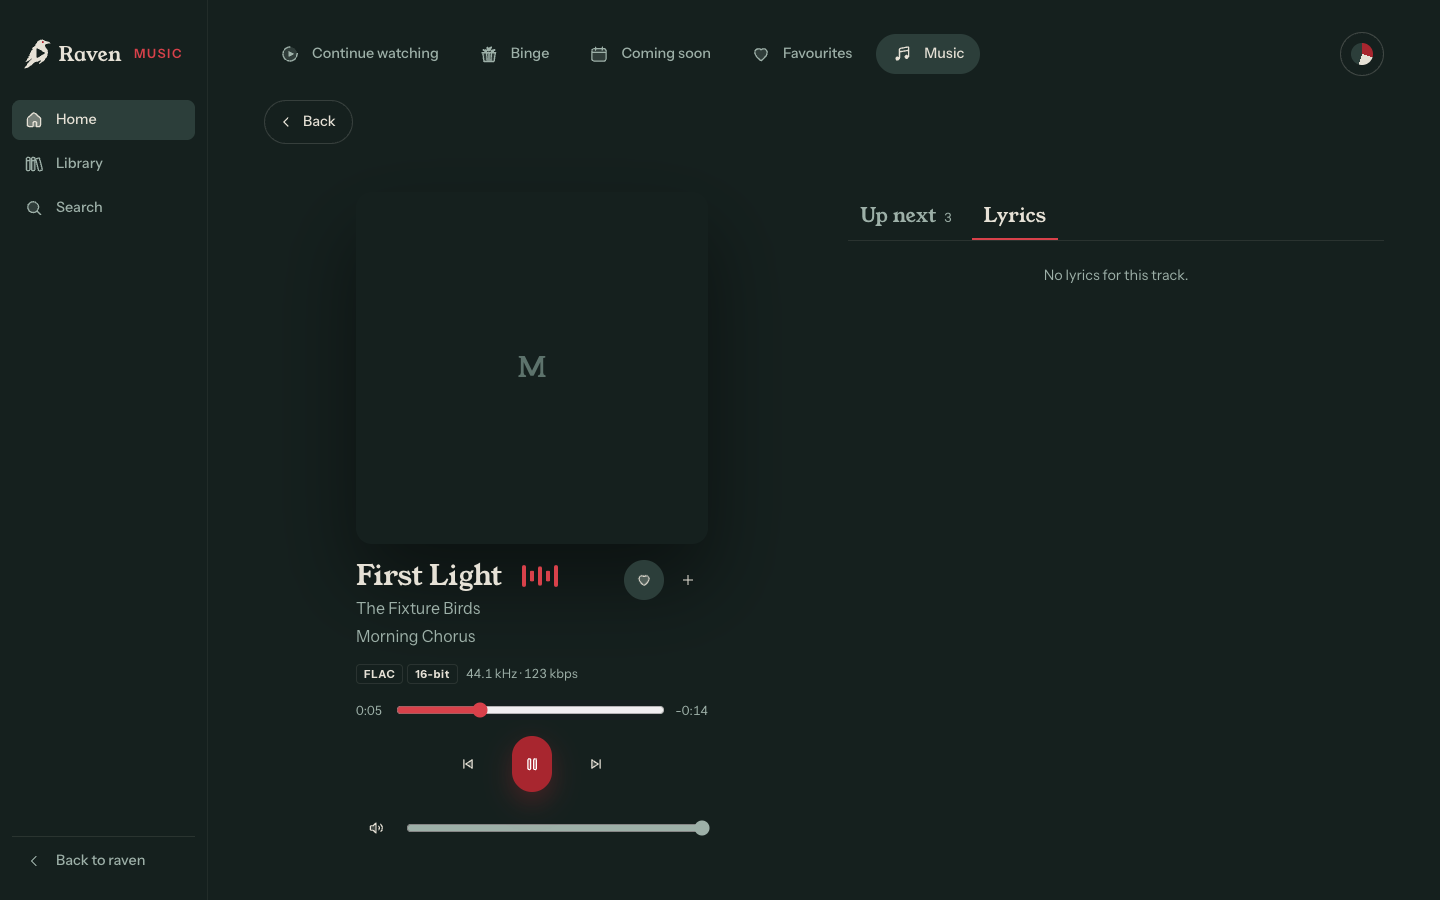 Raven MUSIC
Continue watching
Binge
Coming soon
Favourites
Music
Home
Library
Search
Back
Up next 3
Lyrics
No lyrics for this track.
M
First Light
The Fixture Birds
Morning Chorus
FLAC 16-bit 44.1 kHz · 123 kbps
0:05 -0:14
Back to raven